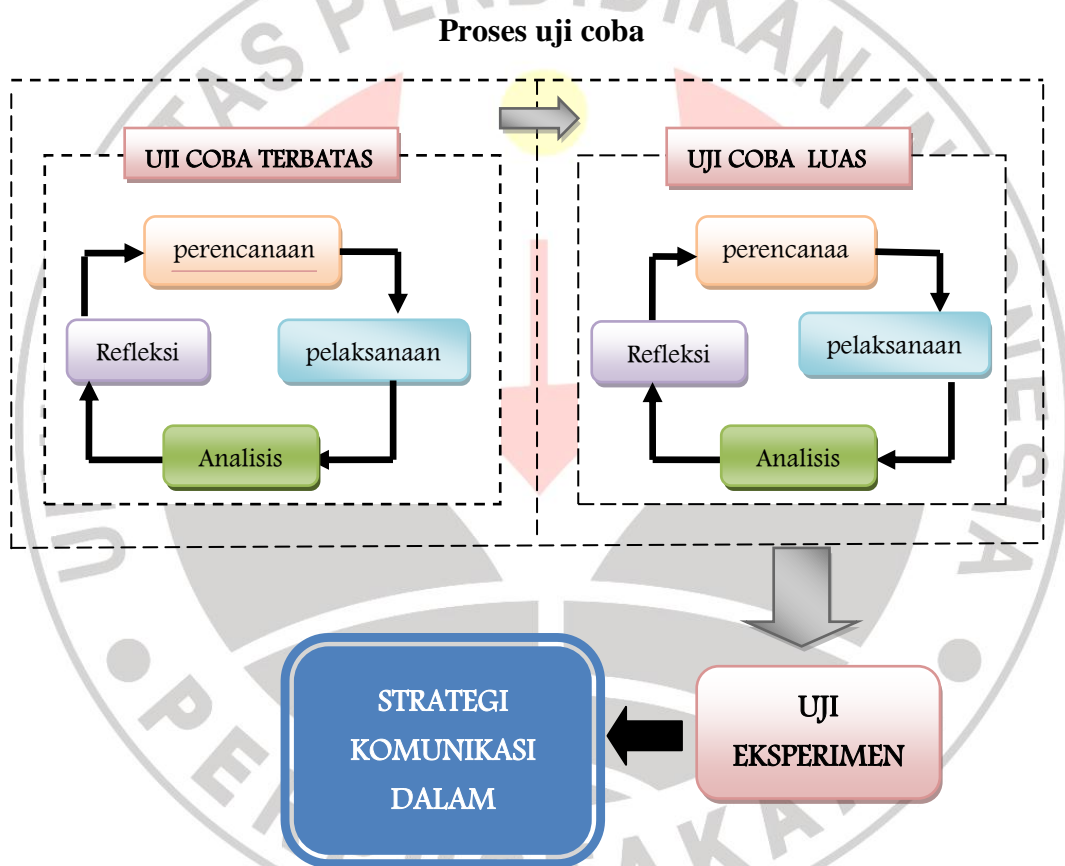 Proses uji coba
UJI COBA TERBATAS
perencanaan
pelaksanaan
Analisis
Refleksi
UJI COBA LUAS
perencanaa
pelaksanaan
Analisis
Refleksi
UJI
EKSPERIMEN
STRATEGI
KOMUNIKASI
DALAM